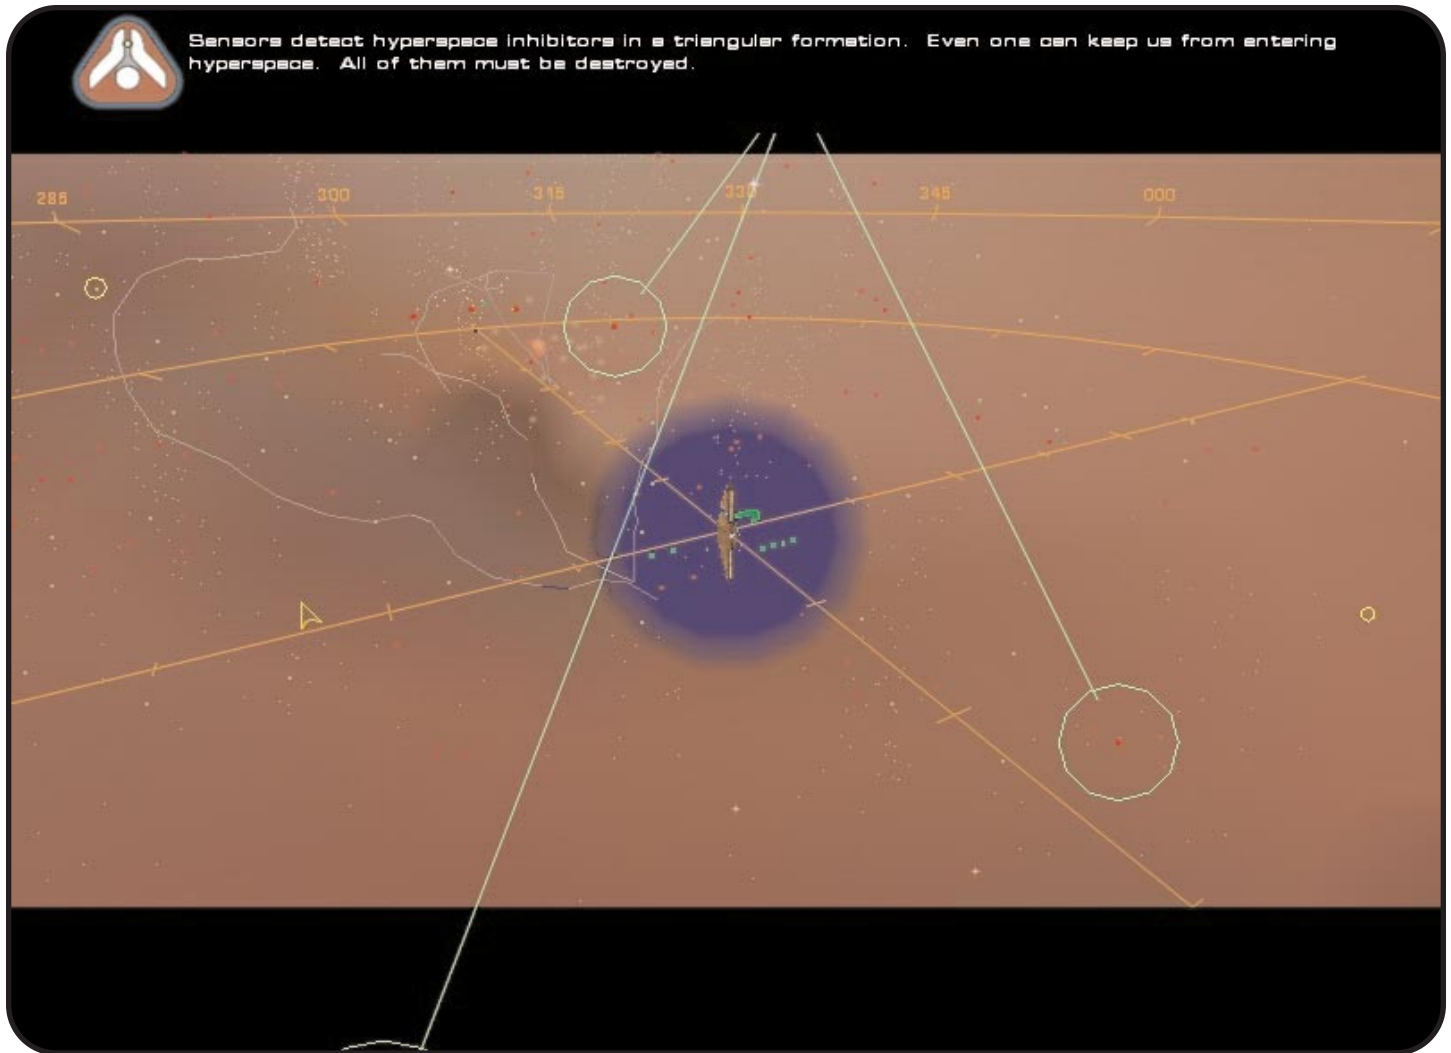 Sensors detect hyperspace inhibitors in a triangular formation.  Even one can keep us from entering
hyperspace.  All of them must be destroyed.
285 300 315 330 345 000